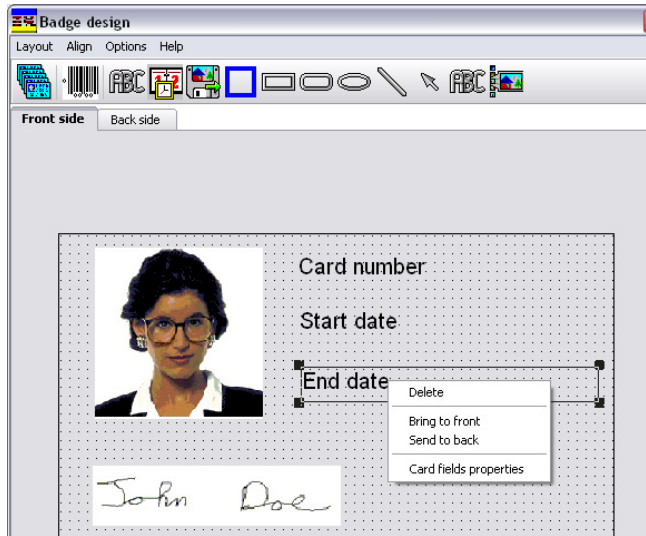 Badge design
Layout Align Options Help
ABC ABC
Front side Back side
Card number
Start date
End date
Delete
Bring to front
Send to back
Card fields properties
John Doe